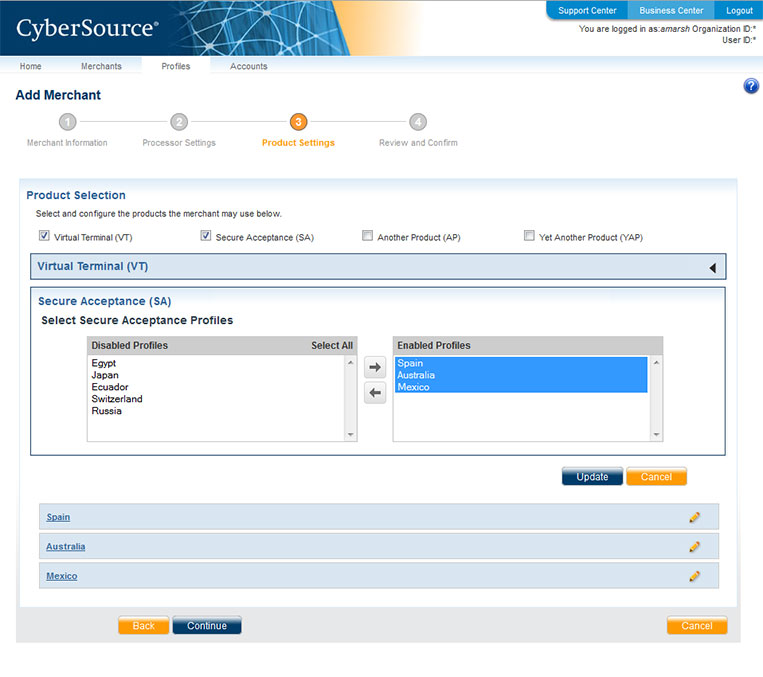 CyberSource®
Support Center
Business Center
Logout
You are logged in as:amarsh Organization ID:*
User ID:*
Home
Merchants
Profiles
Accounts
?
Add Merchant
1
2
3
4
Merchant Information
Processor Settings
Product Settings
Review and Confirm
Product Selection
Select and configure the products the merchant may use below.
Virtual Terminal (VT)
Secure Acceptance (SA)
Another Product (AP)
Yet Another Product (YAP)
Virtual Terminal (VT)
Secure Acceptance (SA)
Select Secure Acceptance Profiles
Disabled Profiles
Select All
Egypt
Japan
Ecuador
Switzerland
Russia
Enabled Profiles
Spain
Australia
Mexico
Update
Cancel
Spain
Australia
Mexico
Back
Continue
Cancel